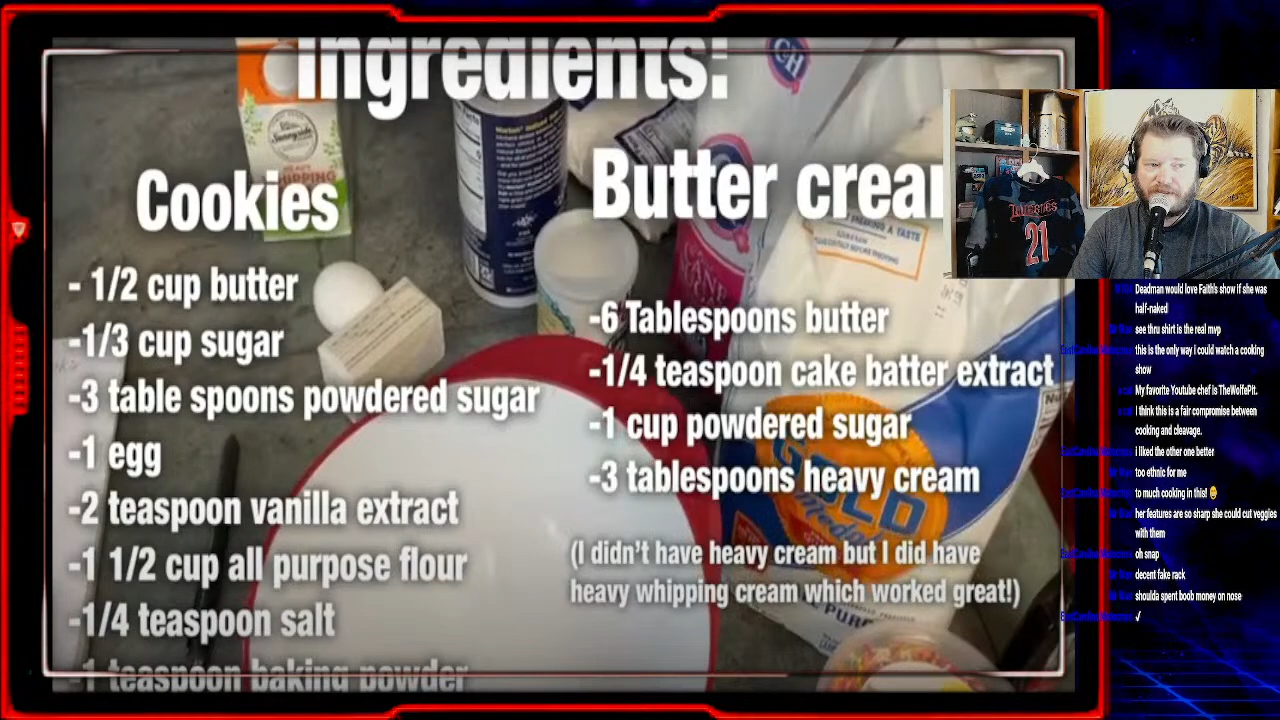 Ingredients:
Cookies
- 1/2 cup butter
-1/3 cup sugar
-3 table spoons powdered sugar
-1 egg
-2 teaspoon vanilla extract
-1 1/2 cup all purpose flour
-1/4 teaspoon salt
-1 teaspoon baking powder
Butter crea
-6 Tablespoons butter
-1/4 teaspoon cake batter extract
-1 cup powdered sugar
-3 tablespoons heavy cream
(I didn't have heavy cream but I did have
heavy whipping cream which worked great!)
CH
Sunnyside
GOLD
Medal
21
Deadman would love Faith's show if she was
half-naked
see thru shirt is the real mvp
this is the only way I could watch a cooking
show
My favorite Youtube chef is TheWolfePit.
I think this is a fair compromise between
cooking and cleavage.
i liked the other one better
too ethnic for me
to much cooking in this! 😓
her features are so sharp she could cut veggies
with them
oh snap
decent fake rack
shoulda spent boob money on nose
√